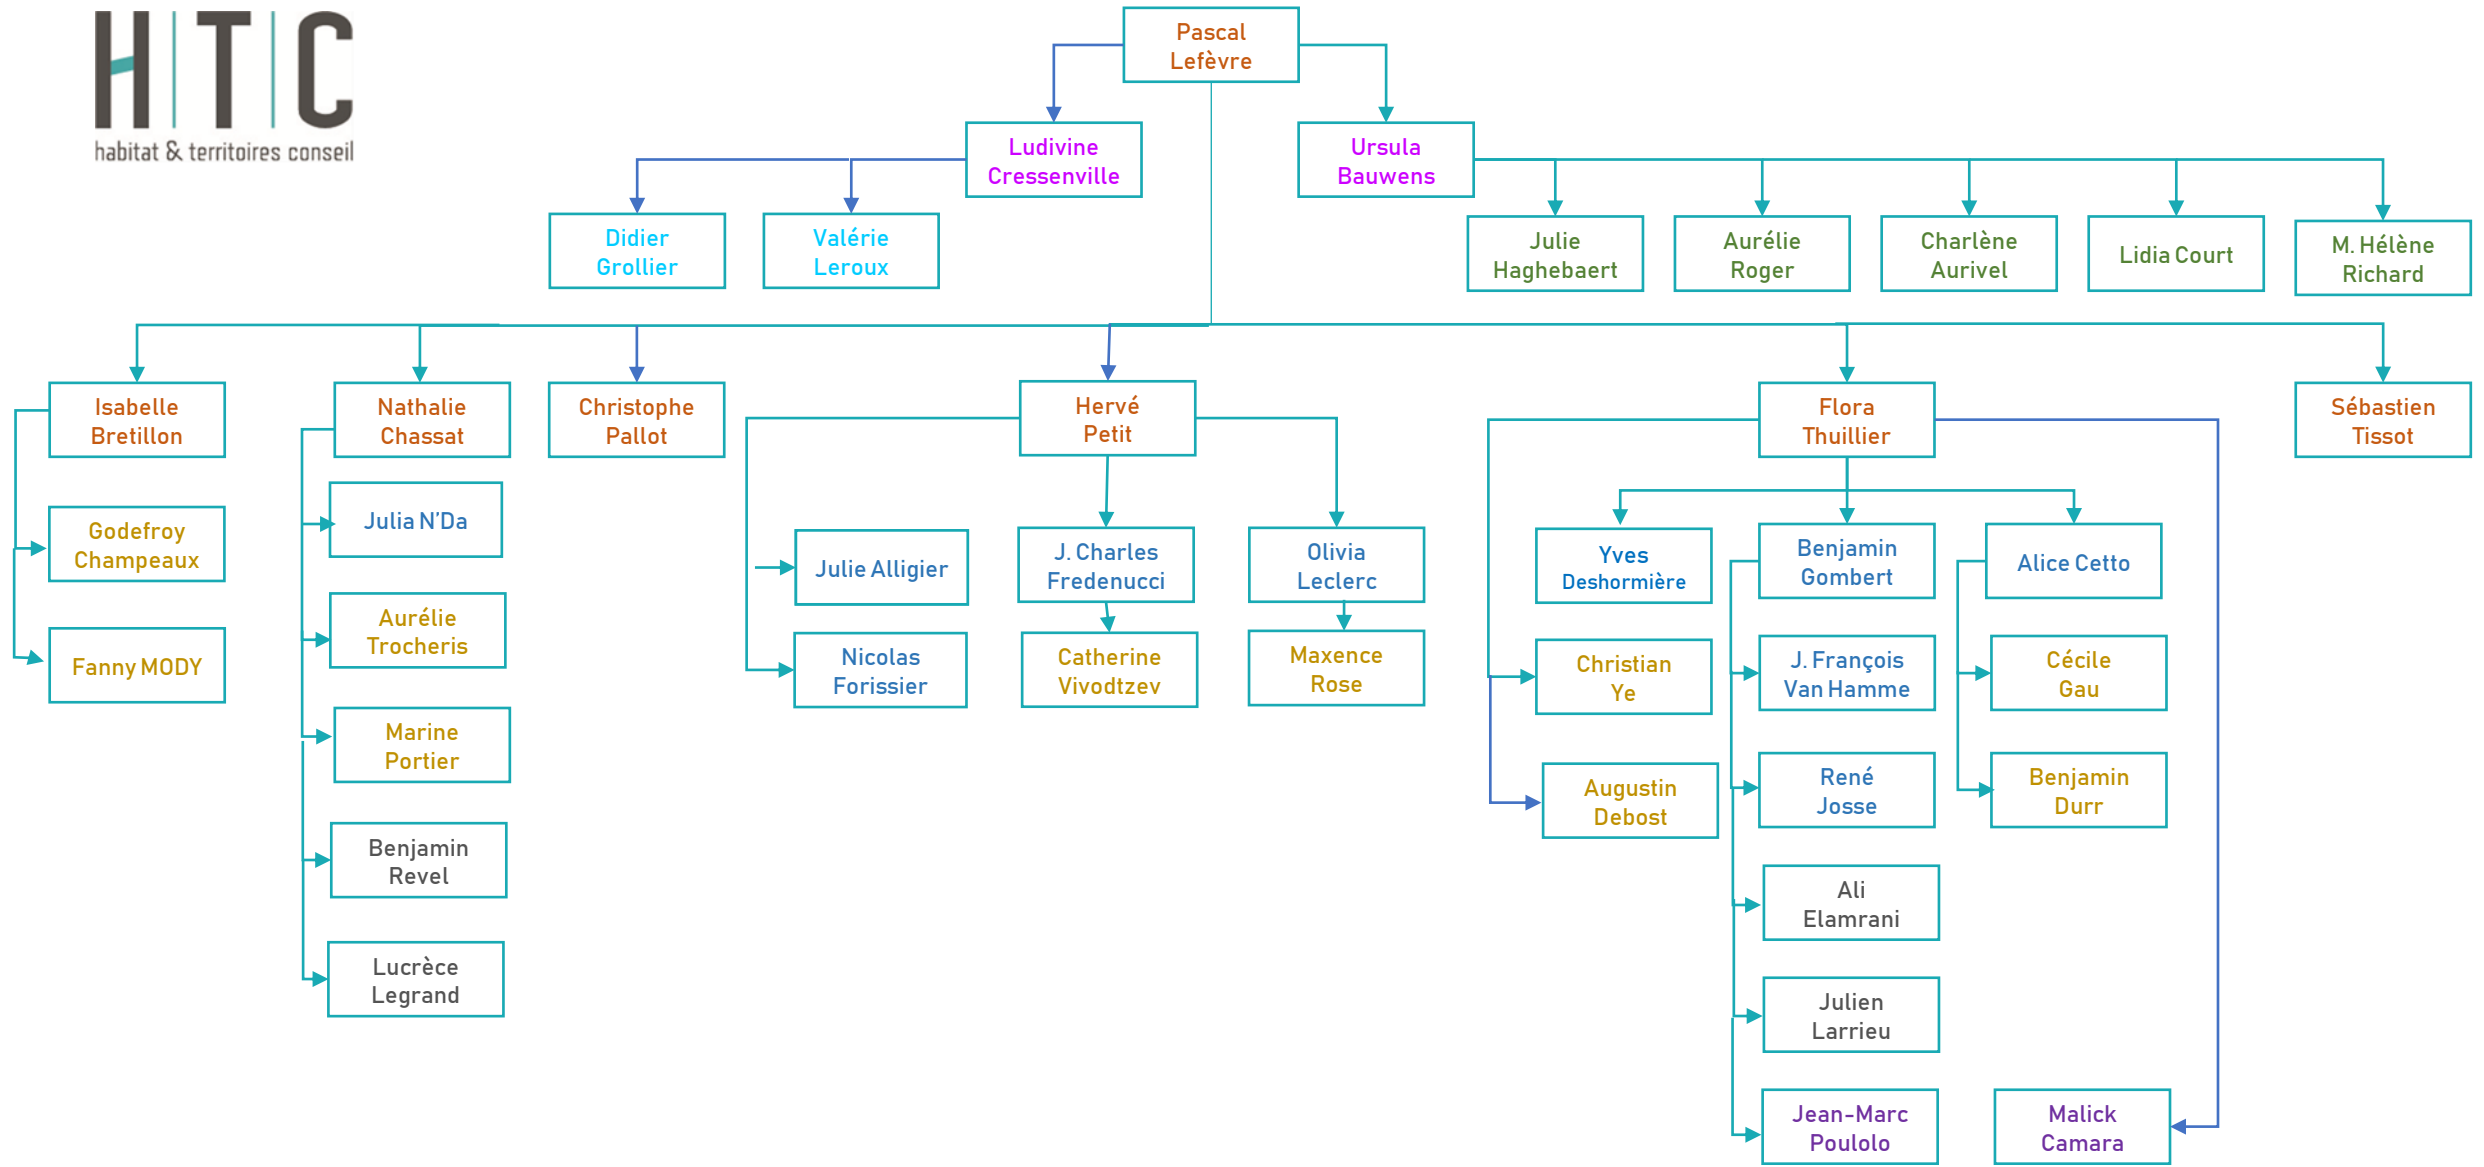 HTC
habitat & territoires conseil
Pascal
Lefèvre
Ludivine
Cressenville
Ursula
Bauwens
Didier
Grollier
Valérie
Leroux
Julie
Haghebaert
Aurélie
Roger
Charlène
Aurivel
Lidia Court
M. Hélène
Richard
Isabelle
Bretillon
Nathalie
Chassat
Christophe
Pallot
Hervé
Petit
Flora
Thuillier
Sébastien
Tissot
Godefroy
Champeaux
Fanny MODY
Julia N’Da
Aurélie
Trocheris
Marine
Portier
Benjamin
Revel
Lucrèce
Legrand
Julie Alligier
Nicolas
Forissier
J. Charles
Fredenucci
Catherine
Vivodtzev
Olivia
Leclerc
Maxence
Rose
Yves
Deshormière
Christian
Ye
Augustin
Debost
Benjamin
Gombert
J. François
Van Hamme
René
Josse
Ali
Elamrani
Julien
Larrieu
Jean-Marc
Poulolo
Alice Cetto
Cécile
Gau
Benjamin
Durr
Malick
Camara